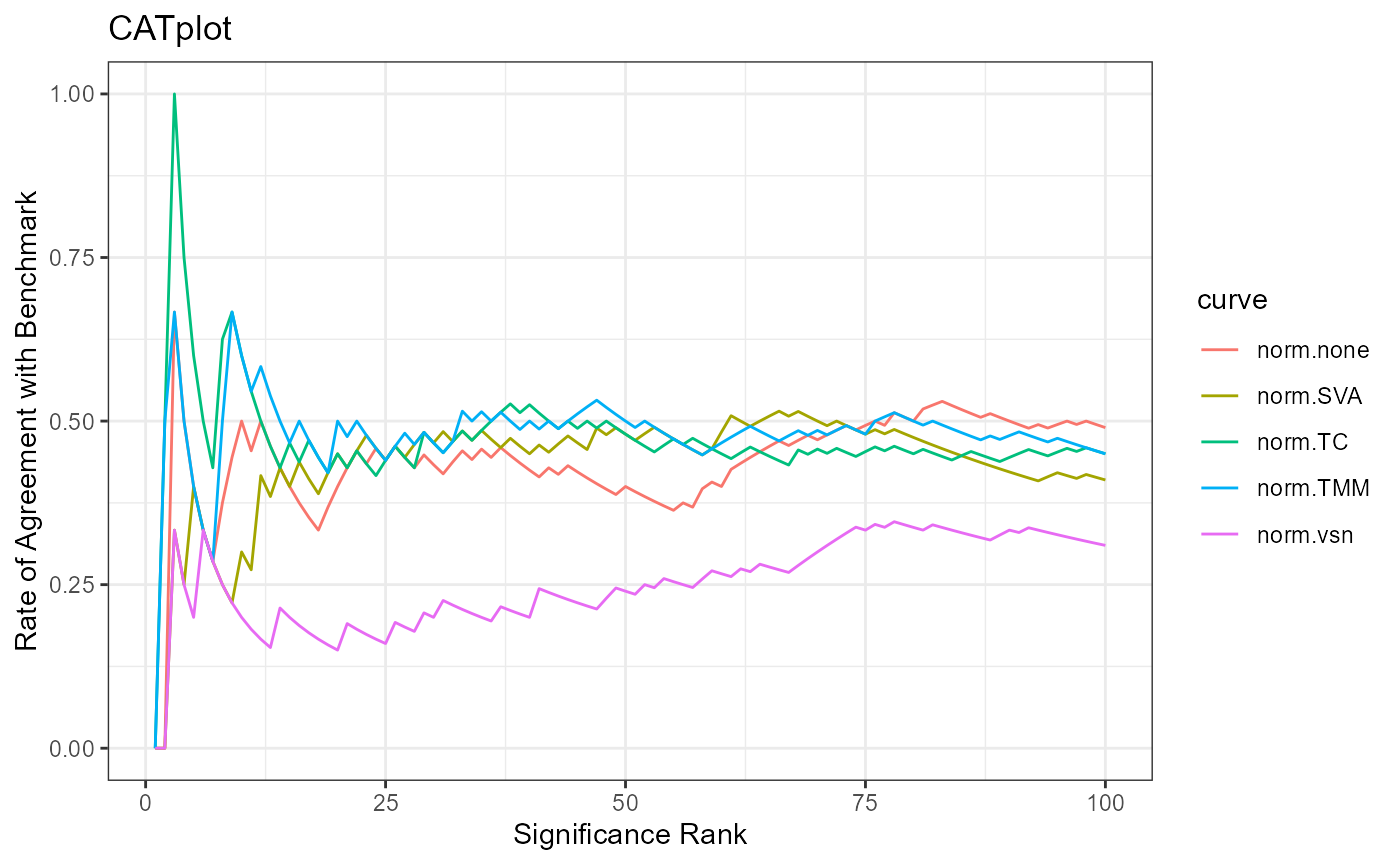 CATplot
Rate of Agreement with Benchmark
1.00
0.75
0.50
0.25
0.00
0 25 50 75 100
Significance Rank
curve
norm.none
norm.SVA
norm.TC
norm.TMM
norm.vsn